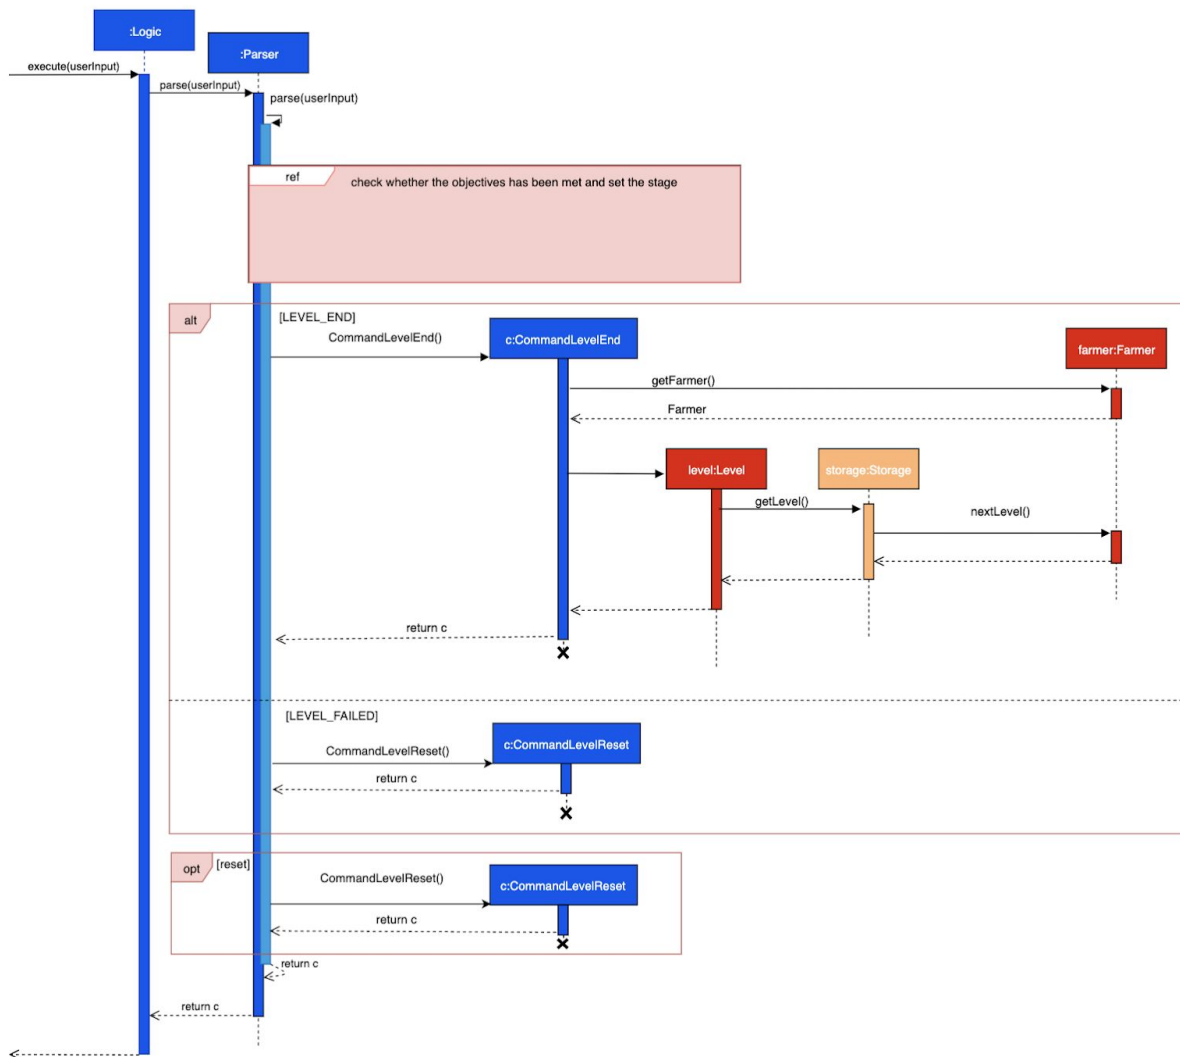 :Logic
:Parser
execute(userInput)
parse(userInput)
parse(userInput)
ref
check whether the objectives has been met and set the stage
alt
[LEVEL_END]
CommandLevelEnd()
c:CommandLevelEnd
farmer:Farmer
getFarmer()
Farmer
level:Level
storage:Storage
getLevel()
nextLevel()
return c
[LEVEL_FAILED]
CommandLevelReset()
c:CommandLevelReset
return c
opt
[reset]
CommandLevelReset()
c:CommandLevelReset
return c
return c
return c